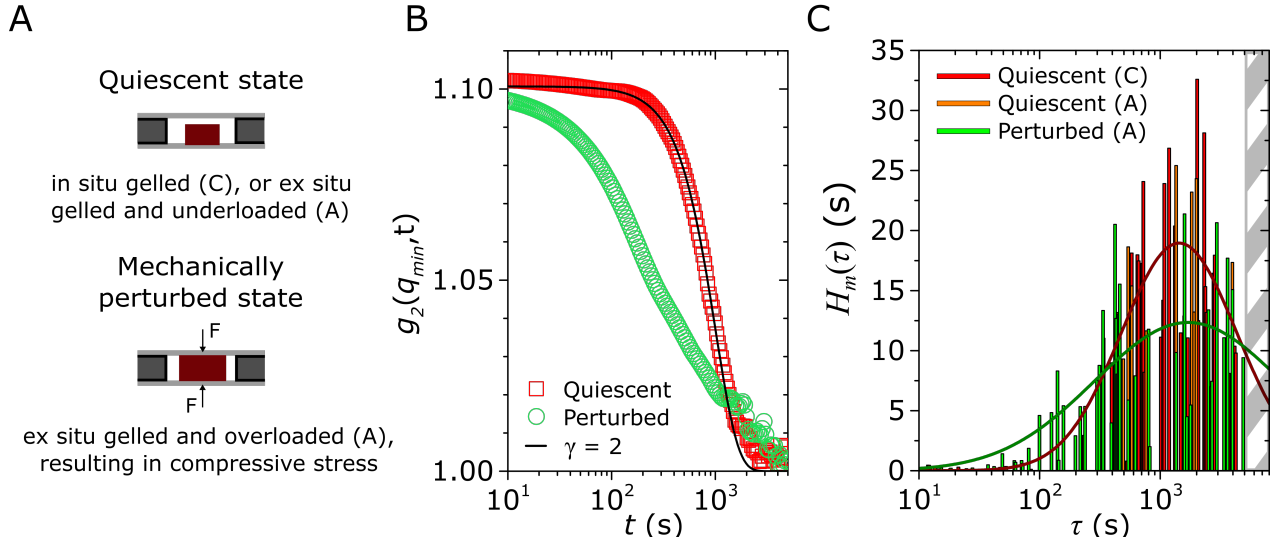 A
Quiescent state
in situ gelled (C), or ex situ
gelled and underloaded (A)
Mechanically
perturbed state
F
F
ex situ gelled and overloaded (A),
resulting in compressive stress
B
g₂(q_min,t)
1.10
1.05
1.00
Quiescent
Perturbed
γ = 2
10¹
10²
10³
t (s)
C
H_m(τ) (s)
35
30
25
20
15
10
5
0
Quiescent (C)
Quiescent (A)
Perturbed (A)
10¹
10²
10³
τ (s)